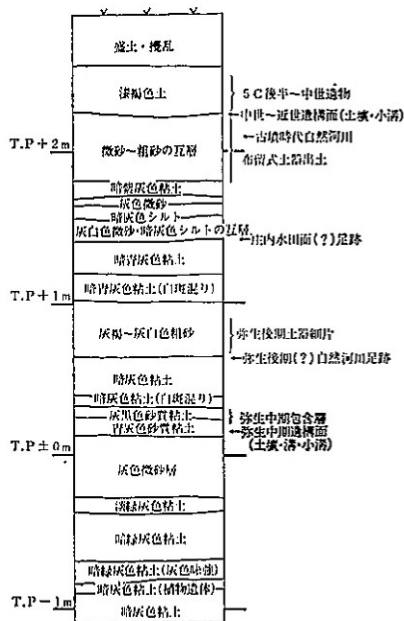 盛土・攪乱
淡褐色土
5C後半~中世遺物
中世~近世遺構面(土壙・小溝)
古墳時代自然河川
T.P+2m
微砂~粗砂の互層
布留式土器出土
暗紫灰色粘土
灰色微砂
暗灰色シルト
灰白色微砂・暗灰色シルトの互層
庄内水田面(?)足跡
暗青灰色粘土
暗青灰色粘土(白斑混り)
T.P+1m
灰褐~灰白色粗砂
弥生後期土器細片
弥生後期(?)自然河川足跡
暗灰色粘土
暗灰色粘土(白斑混り)
灰黒色砂質粘土
弥生中期包含層
青灰色砂質粘土
弥生中期遺構面
(土壙・溝・小溝)
T.P±0m
灰色微砂層
淡緑灰色粘土
暗緑灰色粘土
暗緑灰色粘土(灰色味強)
暗灰色粘土(植物遺体)
T.P-1m
暗灰色粘土